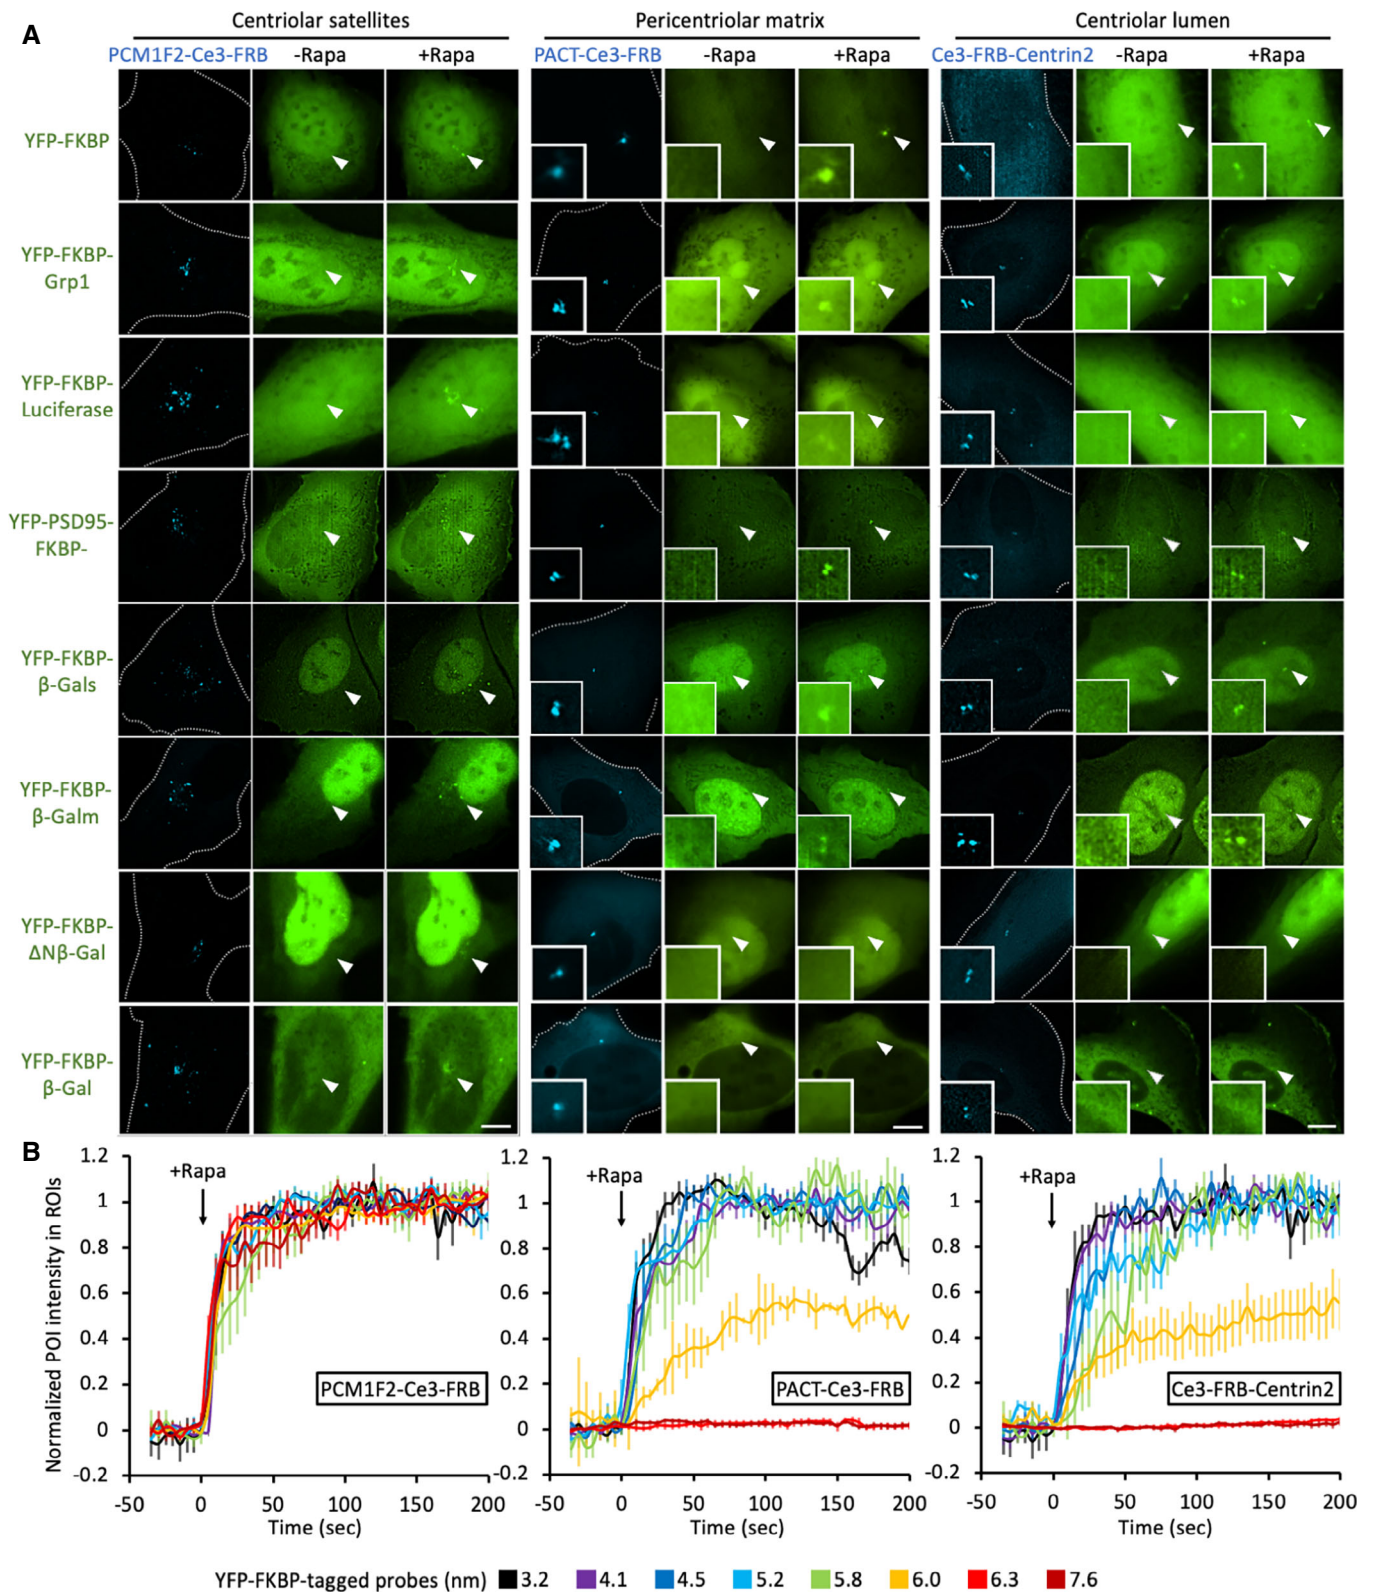 A
Centriolar satellites
Pericentriolar matrix
Centriolar lumen
PCM1F2-Ce3-FRB
-Rapa
+Rapa
PACT-Ce3-FRB
-Rapa
+Rapa
Ce3-FRB-Centrin2
-Rapa
+Rapa
YFP-FKBP
YFP-FKBP-
Grp1
YFP-FKBP-
Luciferase
YFP-PSD95-
FKBP-
YFP-FKBP-
β-Gals
YFP-FKBP-
β-Galm
YFP-FKBP-
ΔNβ-Gal
YFP-FKBP-
β-Gal
B
Normalized POI intensity in ROIs
1.2
1
0.8
0.6
0.4
0.2
0
-0.2
+Rapa
PCM1F2-Ce3-FRB
-50
0
50
100
150
200
Time (sec)
1.2
1
0.8
0.6
0.4
0.2
0
-0.2
+Rapa
PACT-Ce3-FRB
-50
0
50
100
150
200
Time (sec)
1.2
1
0.8
0.6
0.4
0.2
0
-0.2
+Rapa
Ce3-FRB-Centrin2
-50
0
50
100
150
200
Time (sec)
YFP-FKBP-tagged probes (nm)
3.2
4.1
4.5
5.2
5.8
6.0
6.3
7.6